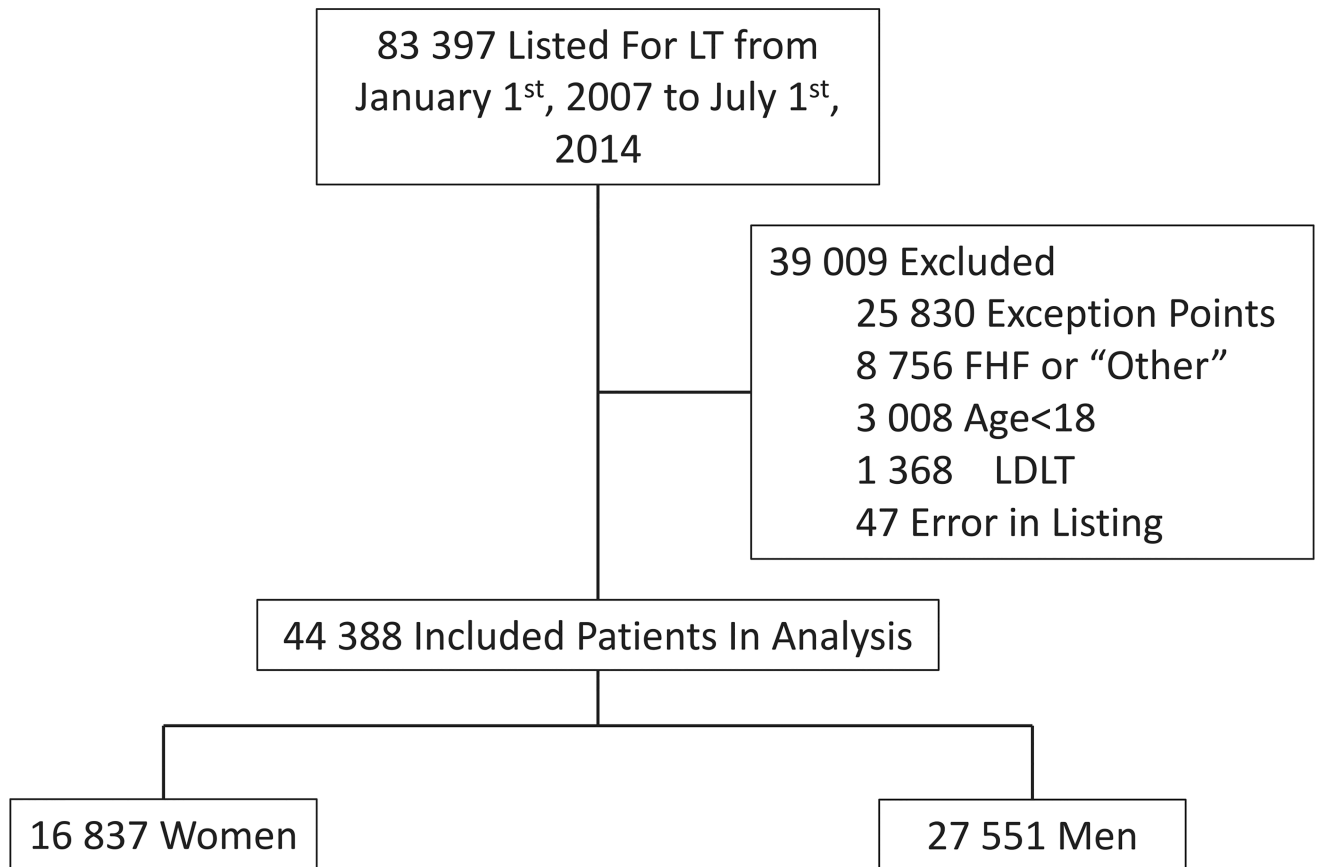 83 397 Listed For LT from
January 1st, 2007 to July 1st,
2014
39 009 Excluded
25 830 Exception Points
8 756 FHF or “Other”
3 008 Age<18
1 368 LDLT
47 Error in Listing
44 388 Included Patients In Analysis
16 837 Women
27 551 Men